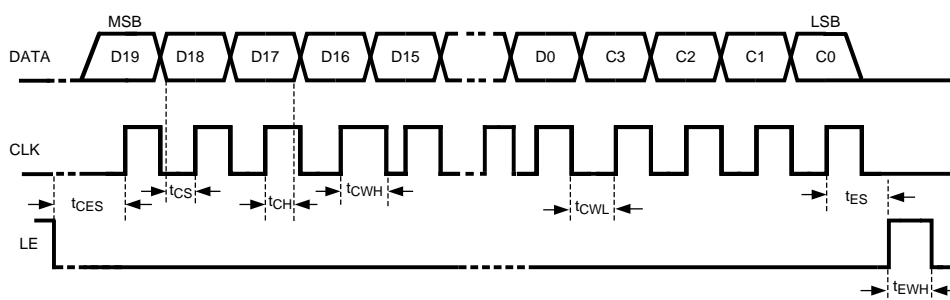 MSB LSB
DATA D19 D18 D17 D16 D15 D0 C3 C2 C1 C0
CLK
tCES tCS tCH tCWH tCWL tES
LE
tEWH